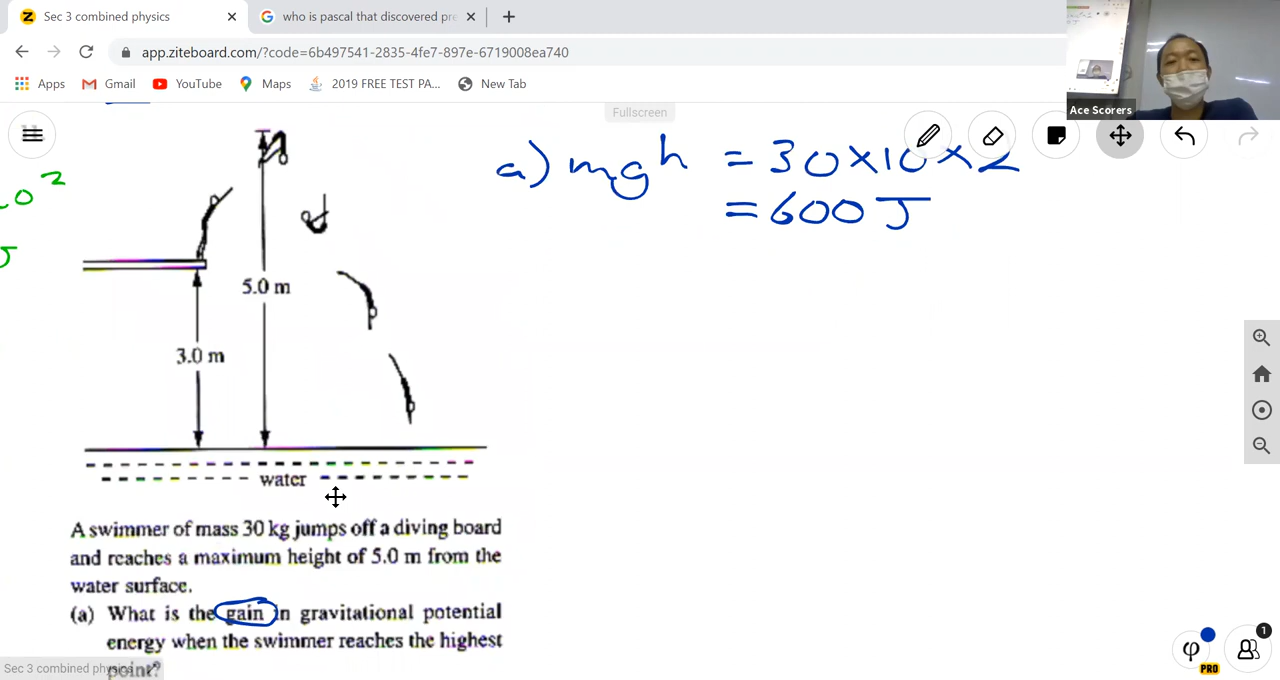 Sec 3 combined physics
who is pascal that discovered pre
app.ziteboard.com/?code=6b497541-2835-4fe7-897e-6719008ea740
Apps
Gmail
YouTube
Maps
2019 FREE TEST PA...
New Tab
Ace Scorers
Fullscreen
a) mgh = 30×10×2
= 600 J
5.0 m
3.0 m
water
A swimmer of mass 30 kg jumps off a diving board
and reaches a maximum height of 5.0 m from the
water surface.
(a) What is the gain in gravitational potential
energy when the swimmer reaches the highest
point?
Sec 3 combined physics
φ
PRO
1